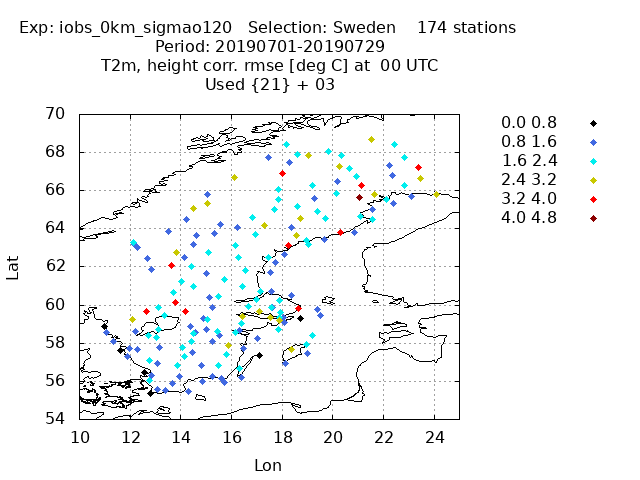 Exp: iobs_0km_sigmao120 Selection: Sweden 174 stations
Period: 20190701-20190729
T2m, height corr. rmse [deg C] at 00 UTC
Used {21} + 03
0.0 0.8
0.8 1.6
1.6 2.4
2.4 3.2
3.2 4.0
4.0 4.8
70
68
66
64
62
60
58
56
54
Lat
10 12 14 16 18 20 22 24
Lon